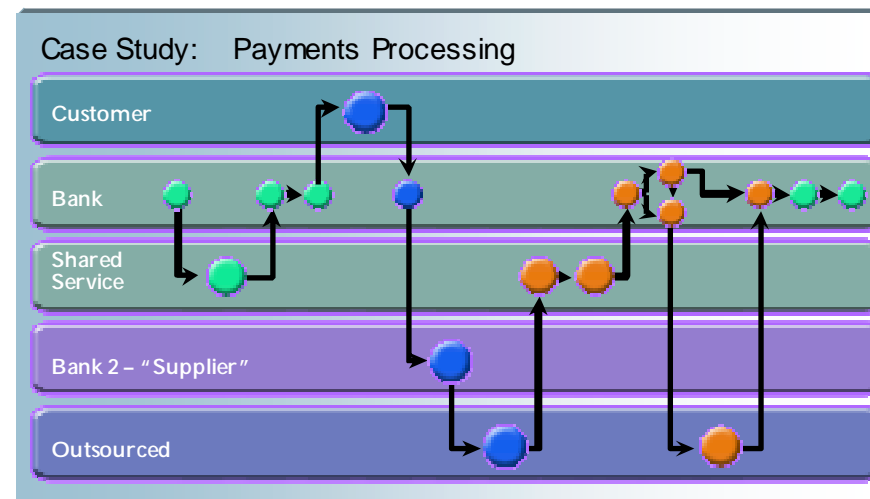 Case Study: Payments Processing
Customer
Bank
Shared
Service
Bank 2 – “Supplier”
Outsourced